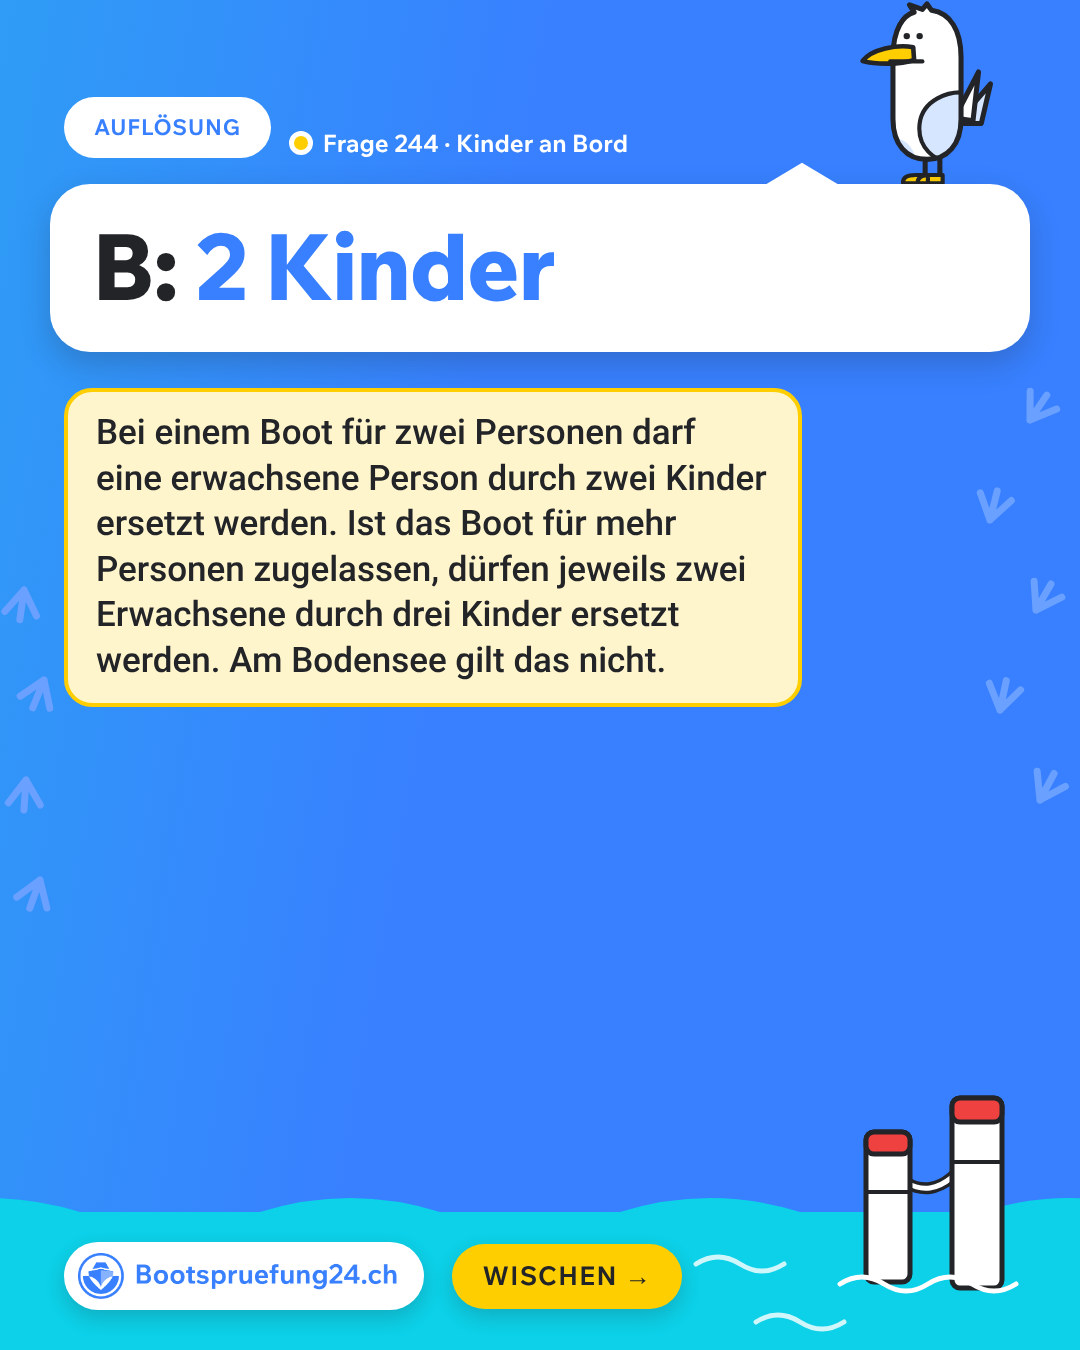 AUFLÖSUNG
Frage 244 · Kinder an Bord
B: 2 Kinder
Bei einem Boot für zwei Personen darf
eine erwachsene Person durch zwei Kinder
ersetzt werden. Ist das Boot für mehr
Personen zugelassen, dürfen jeweils zwei
Erwachsene durch drei Kinder ersetzt
werden. Am Bodensee gilt das nicht.
Bootspruefung24.ch
WISCHEN →